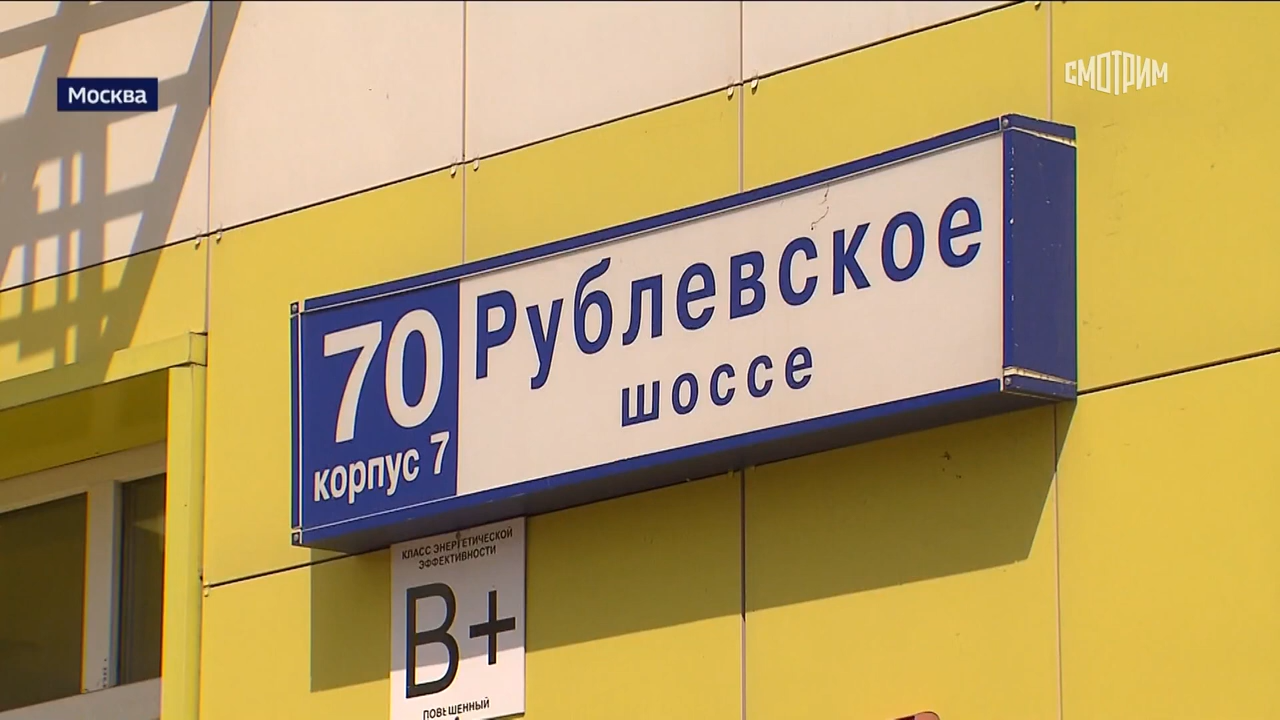 Москва
СМОТРИМ
70
корпус 7
Рублевское
шоссе
КЛАСС ЭНЕРГЕТИЧЕСКОЙ
ЭФФЕКТИВНОСТИ
B+
ПОВЫШЕННЫЙ